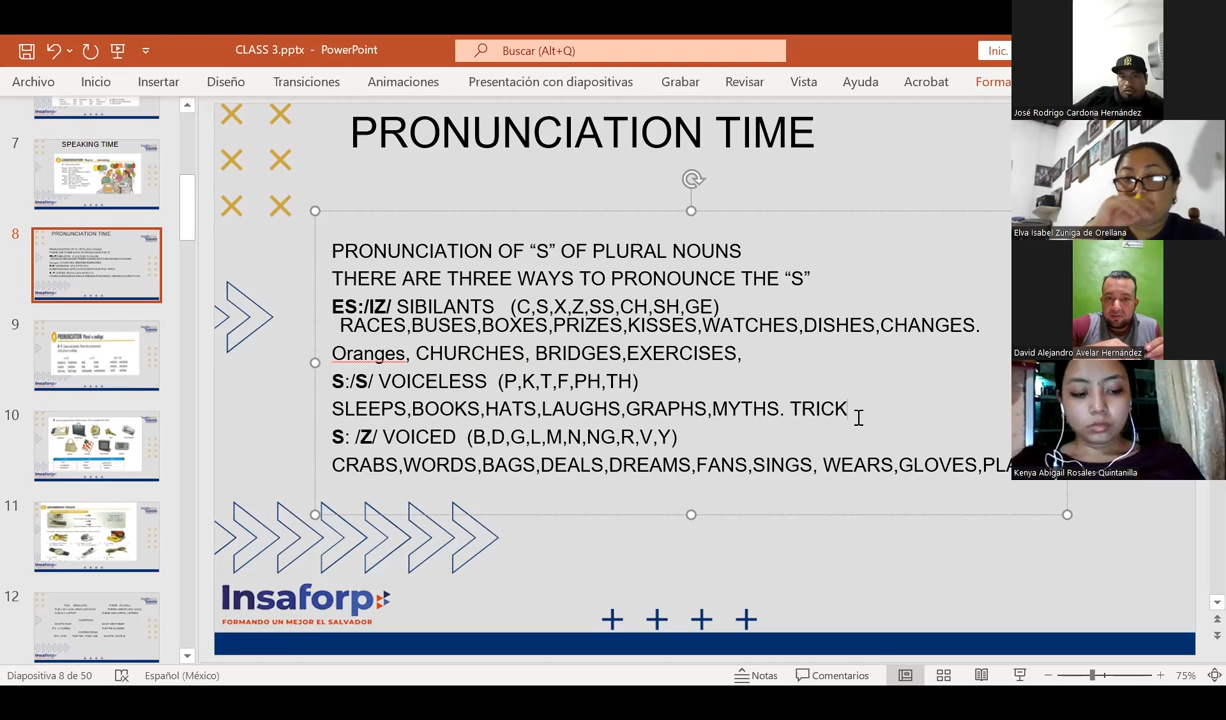 CLASS 3.pptx - PowerPoint
Buscar (Alt+Q)
Inic.
Archivo Inicio Insertar Diseño Transiciones Animaciones Presentación con diapositivas Grabar Revisar Vista Ayuda Acrobat Forma
7
SPEAKING TIME
8
PRONUNCIATION TIME
9
10
11
12
PRONUNCIATION TIME
PRONUNCIATION OF “S” OF PLURAL NOUNS
THERE ARE THREE WAYS TO PRONOUNCE THE “S”
ES:/IZ/ SIBILANTS (C,S,X,Z,SS,CH,SH,GE)
RACES,BUSES,BOXES,PRIZES,KISSES,WATCHES,DISHES,CHANGES.
Oranges, CHURCHES, BRIDGES,EXERCISES,
S:/S/ VOICELESS (P,K,T,F,PH,TH)
SLEEPS,BOOKS,HATS,LAUGHS,GRAPHS,MYTHS. TRICK
S: /Z/ VOICED (B,D,G,L,M,N,NG,R,V,Y)
CRABS,WORDS,BAGS,DEALS,DREAMS,FANS,SINGS, WEARS,GLOVES,PLA
Insaforp
FORMANDO UN MEJOR EL SALVADOR
José Rodrigo Cardona Hernández
Elva Isabel Zuniga de Orellana
David Alejandro Avelar Hernández
Kenya Abigail Rosales Quintanilla
Diapositiva 8 de 50
Español (México)
Notas
Comentarios
75%